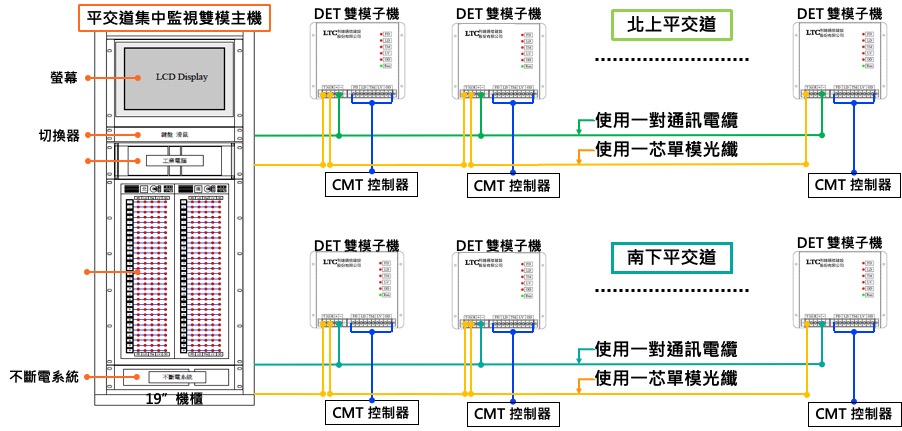 平交道集中監視雙模主機
螢幕
LCD Display
切換器
鍵盤 滑鼠
工業電腦
不斷電系統
不斷電系統
19” 機櫃
DET 雙模子機
DET 雙模子機
北上平交道
DET 雙模子機
LTC
LTC
LTC
使用一對通訊電纜
使用一芯單模光纖
CMT 控制器
CMT 控制器
CMT 控制器
DET 雙模子機
DET 雙模子機
南下平交道
DET 雙模子機
LTC
LTC
LTC
使用一對通訊電纜
使用一芯單模光纖
CMT 控制器
CMT 控制器
CMT 控制器